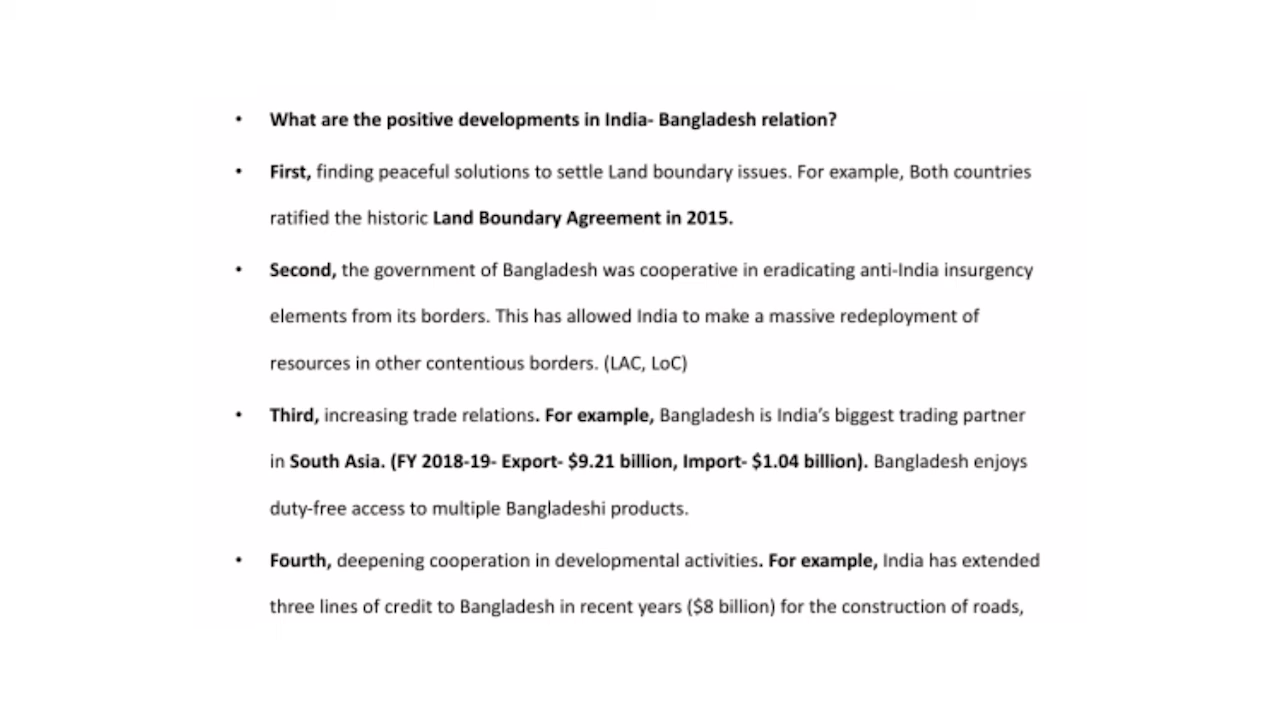 • What are the positive developments in India- Bangladesh relation?
• First, finding peaceful solutions to settle Land boundary issues. For example, Both countries
ratified the historic Land Boundary Agreement in 2015.
• Second, the government of Bangladesh was cooperative in eradicating anti-India insurgency
elements from its borders. This has allowed India to make a massive redeployment of
resources in other contentious borders. (LAC, LoC)
• Third, increasing trade relations. For example, Bangladesh is India's biggest trading partner
in South Asia. (FY 2018-19- Export- $9.21 billion, Import- $1.04 billion). Bangladesh enjoys
duty-free access to multiple Bangladeshi products.
• Fourth, deepening cooperation in developmental activities. For example, India has extended
three lines of credit to Bangladesh in recent years ($8 billion) for the construction of roads,